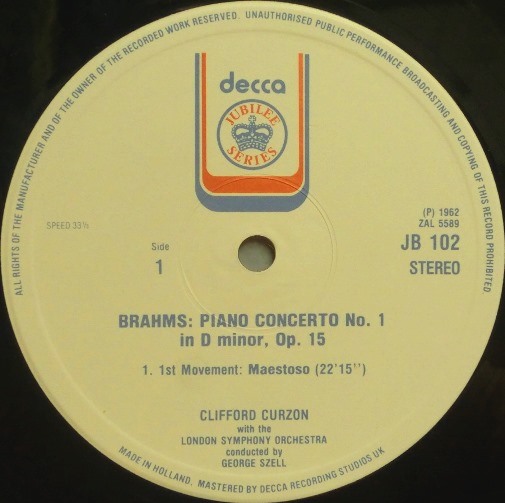 ALL RIGHTS OF THE MANUFACTURER AND OF THE OWNER OF THE RECORDED WORK RESERVED. UNAUTHORISED PUBLIC PERFORMANCE BROADCASTING AND COPYING OF THIS RECORD PROHIBITED.
decca
JUBILEE
SERIES
SPEED 33⅓
(P) 1962
ZAL 5589
JB 102
STEREO
Side
1
BRAHMS: PIANO CONCERTO No. 1
in D minor, Op. 15
1. 1st Movement: Maestoso (22'15'')
CLIFFORD CURZON
with the
LONDON SYMPHONY ORCHESTRA
conducted by
GEORGE SZELL
MADE IN HOLLAND. MASTERED BY DECCA RECORDING STUDIOS UK